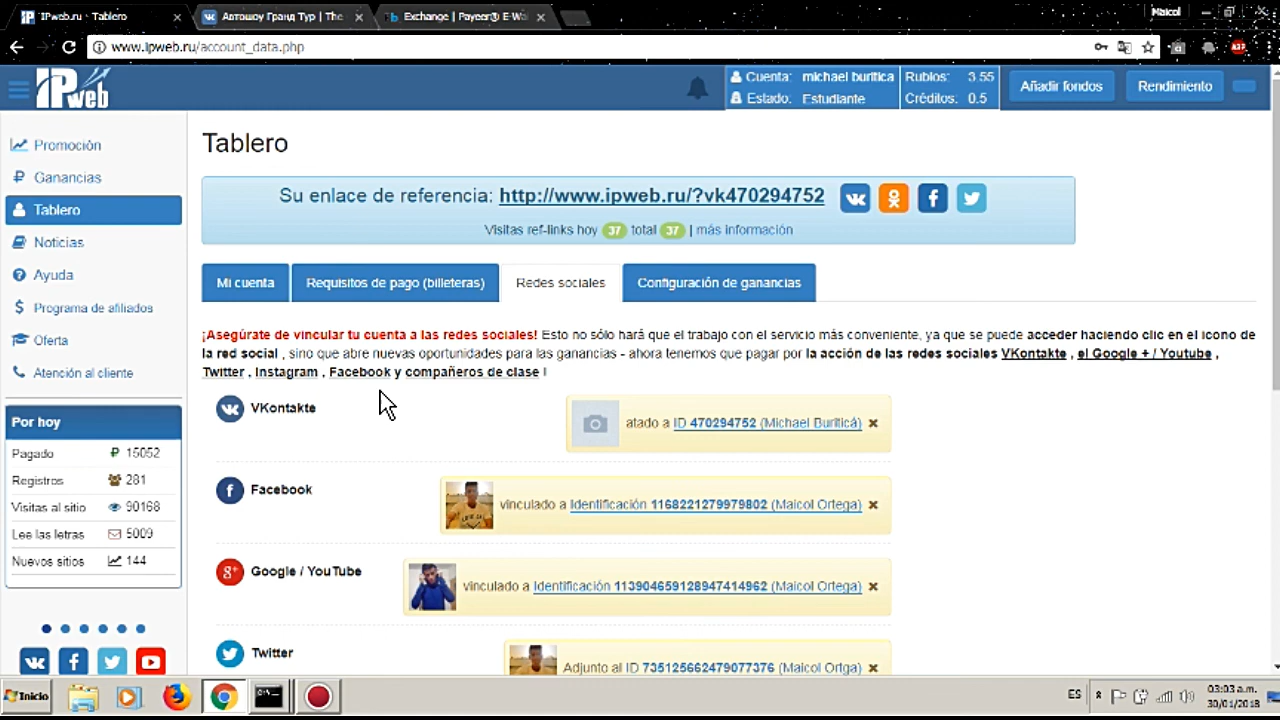 IPweb.ru - Tablero
Автошоу Гранд Тур | The
Exchange | Payeer® E-Wal
Maicol
www.ipweb.ru/account_data.php
IPweb
Cuenta: michael buritica
Estado: Estudiante
Rublos: 3.55
Créditos: 0.5
Añadir fondos
Rendimiento
Promoción
Ganancias
Tablero
Noticias
Ayuda
Programa de afiliados
Oferta
Atención al cliente
Por hoy
Pagado ₽ 15052
Registros 281
Visitas al sitio 90168
Lee las letras 5009
Nuevos sitios 144
Tablero
Su enlace de referencia: http://www.ipweb.ru/?vk470294752
Visitas ref-links hoy 37 total 37 | más información
Mi cuenta
Requisitos de pago (billeteras)
Redes sociales
Configuración de ganancias
¡Asegúrate de vincular tu cuenta a las redes sociales! Esto no sólo hará que el trabajo con el servicio más conveniente, ya que se puede acceder haciendo clic en el icono de
la red social , sino que abre nuevas oportunidades para las ganancias - ahora tenemos que pagar por la acción de las redes sociales VKontakte , el Google + / Youtube ,
Twitter , Instagram , Facebook y compañeros de clase !
VKontakte
atado a ID 470294752 (Michael Buriticá) ×
Facebook
vinculado a Identificación 1168221279979802 (Maicol Ortega) ×
Google / YouTube
vinculado a Identificación 113904659128947414962 (Maicol Ortega) ×
Twitter
Adjunto al ID 735125662479077376 (Maicol Ortga) ×
Inicio
ES
03:03 a.m.
30/01/2018